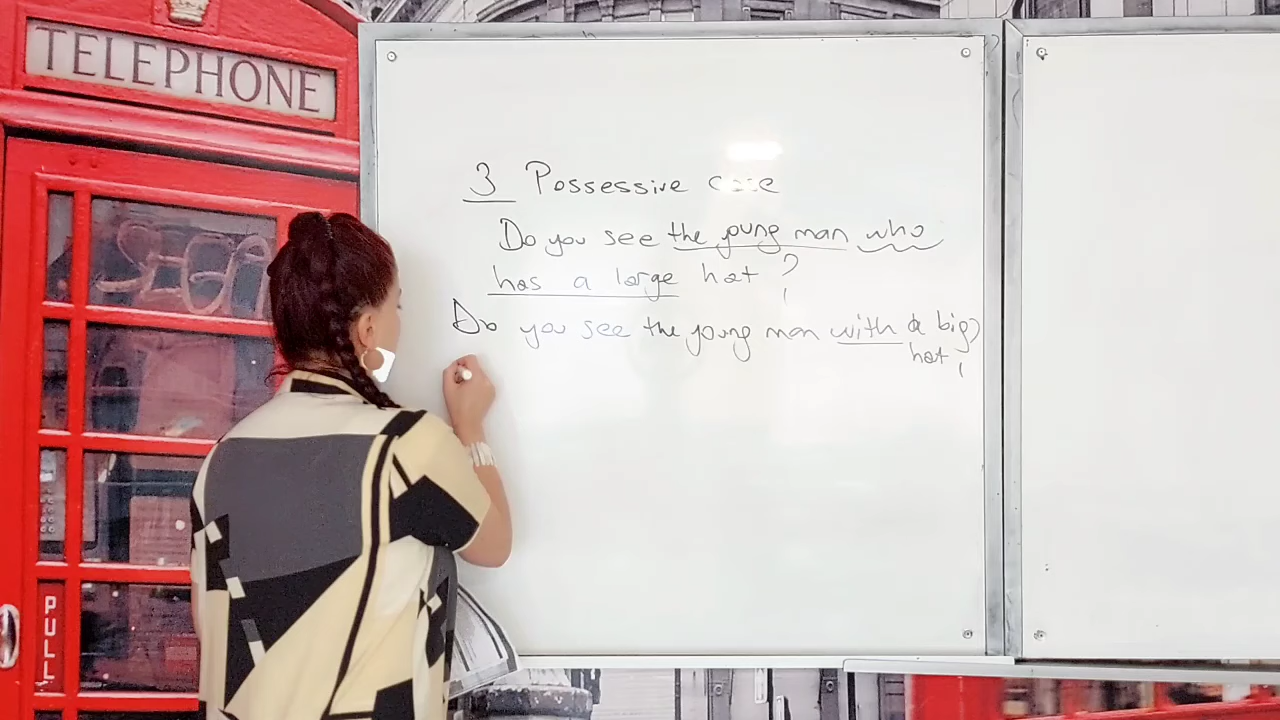 TELEPHONE
3 Possessive case
Do you see the young man who
has a large hat ?
Do you see the young man with a big
hat
PULL